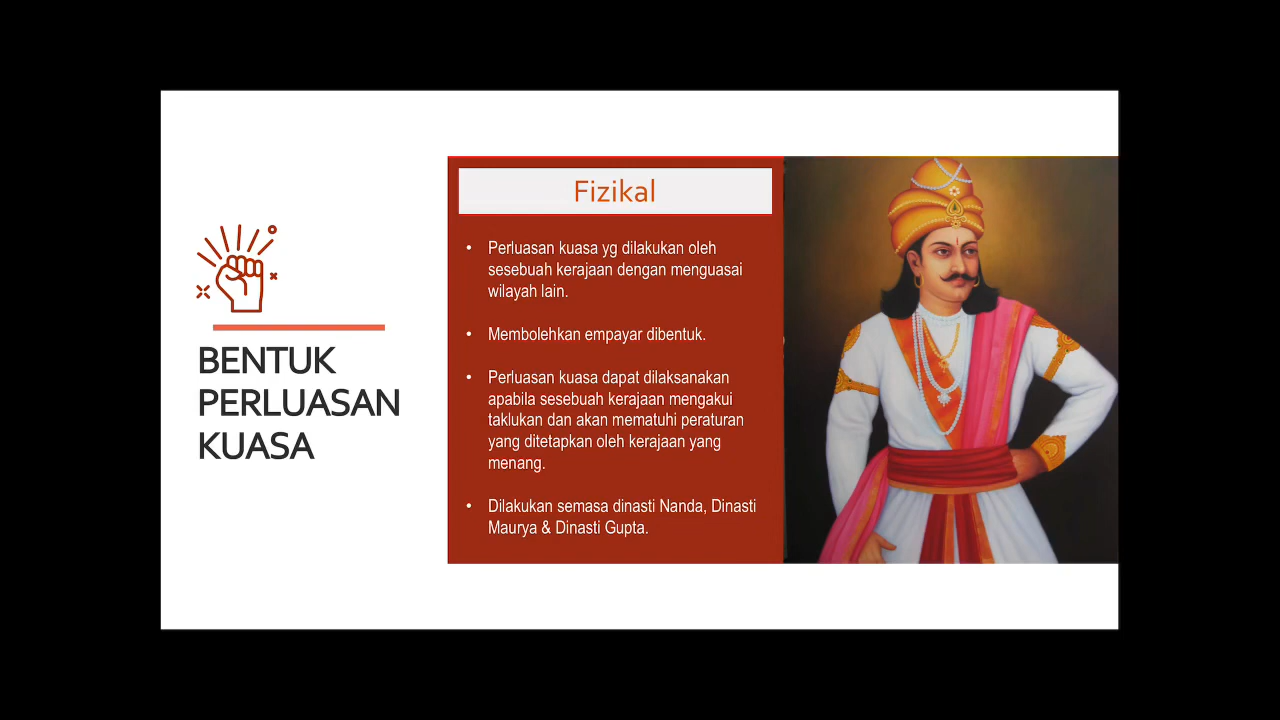 BENTUK
PERLUASAN
KUASA
Fizikal
• Perluasan kuasa yg dilakukan oleh
sesebuah kerajaan dengan menguasai
wilayah lain.
• Membolehkan empayar dibentuk.
• Perluasan kuasa dapat dilaksanakan
apabila sesebuah kerajaan mengakui
taklukan dan akan mematuhi peraturan
yang ditetapkan oleh kerajaan yang
menang.
• Dilakukan semasa dinasti Nanda, Dinasti
Maurya & Dinasti Gupta.